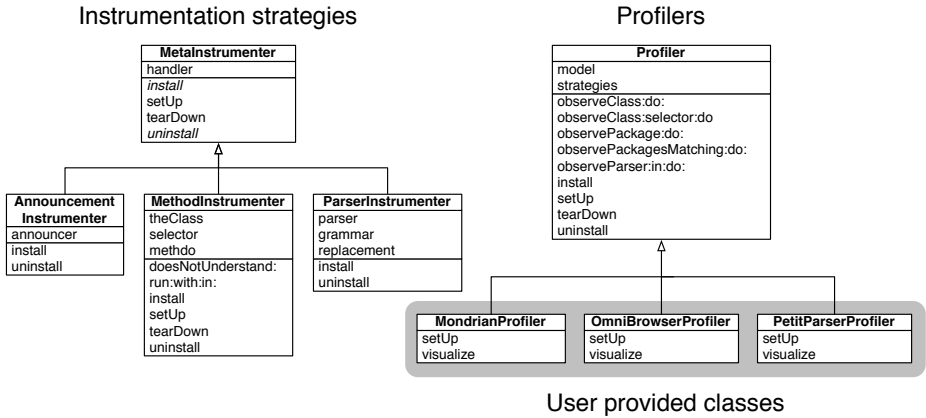 Instrumentation strategies
Profilers
MetaInstrumenter
handler
install
setUp
tearDown
uninstall
Profiler
model
strategies
observeClass:do:
observeClass:selector:do
observePackage:do:
observePackagesMatching:do:
observeParser:in:do:
install
setUp
tearDown
uninstall
Announcement
Instrumenter
announcer
install
uninstall
MethodInstrumenter
theClass
selector
methdo
doesNotUnderstand:
run:with:in:
install
setUp
tearDown
uninstall
ParserInstrumenter
parser
grammar
replacement
install
uninstall
MondrianProfiler
setUp
visualize
OmniBrowserProfiler
setUp
visualize
PetitParserProfiler
setUp
visualize
User provided classes